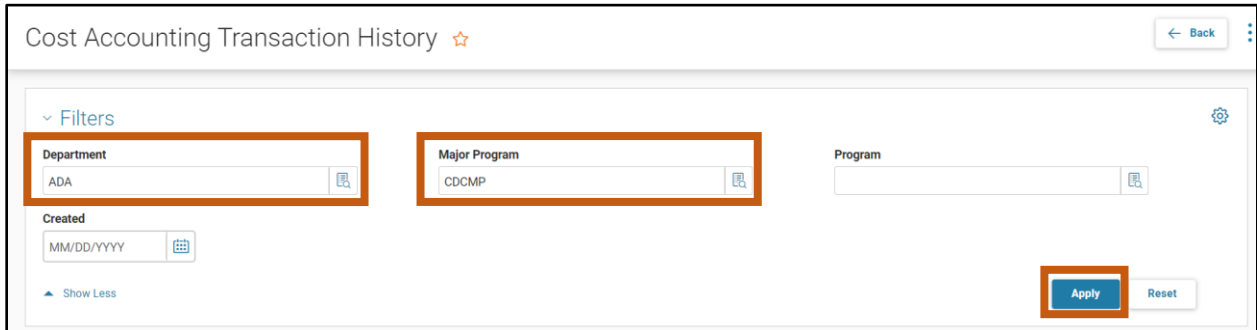 Cost Accounting Transaction History
Back
Filters
Department
Major Program
Program
ADA
CDCMP
Created
MM/DD/YYYY
Show Less
Apply
Reset